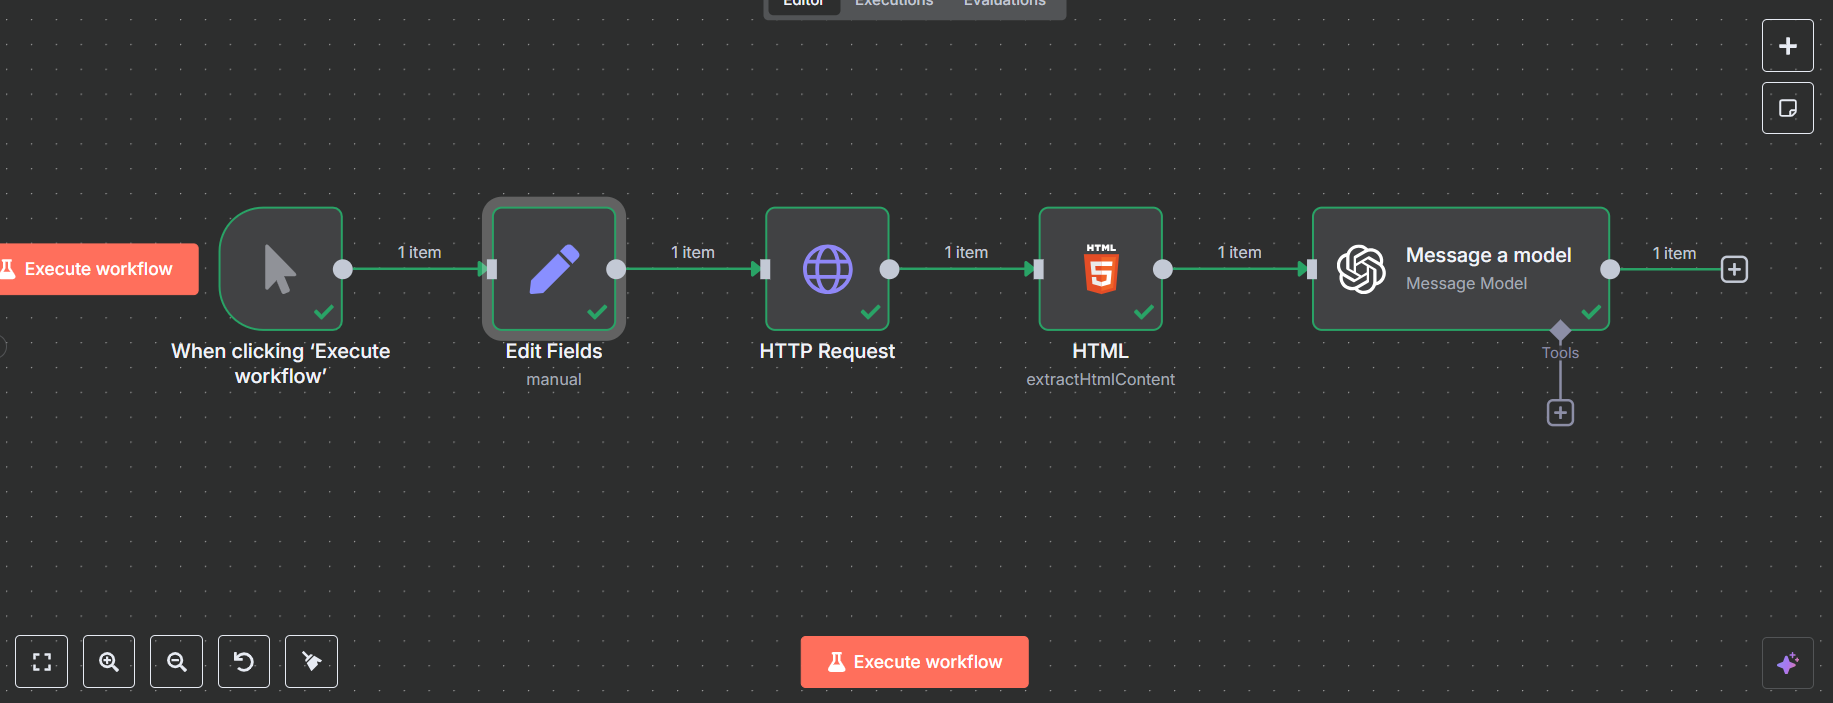 Editor Executions Evaluations
Execute workflow
1 item
1 item
1 item
1 item
1 item
HTML
5
Message a model
Message Model
When clicking ‘Execute
workflow’
Edit Fields
manual
HTTP Request
HTML
extractHtmlContent
Tools
Execute workflow